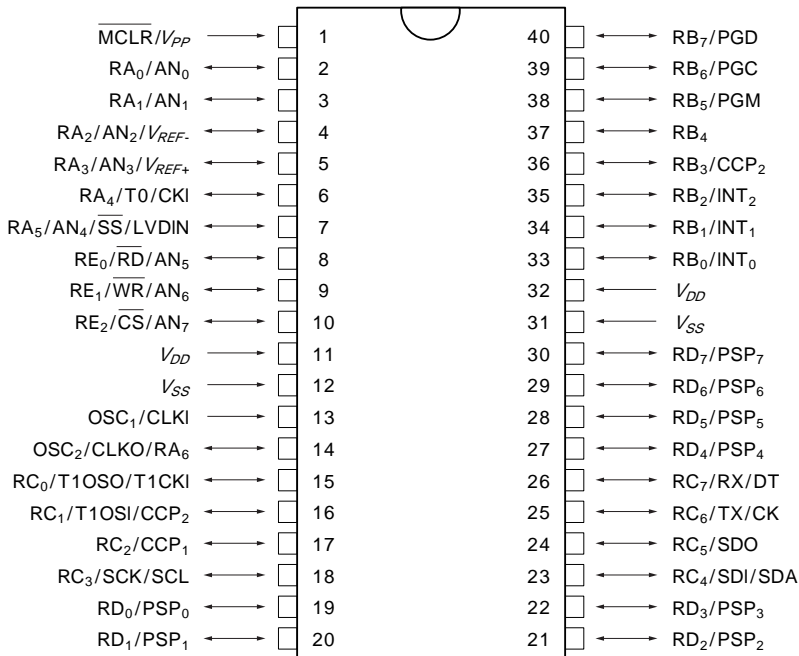 MCLR/VPP 1 40 RB7/PGD
RA0/AN0 2 39 RB6/PGC
RA1/AN1 3 38 RB5/PGM
RA2/AN2/VREF- 4 37 RB4
RA3/AN3/VREF+ 5 36 RB3/CCP2
RA4/T0/CKI 6 35 RB2/INT2
RA5/AN4/SS/LVDIN 7 34 RB1/INT1
RE0/RD/AN5 8 33 RB0/INT0
RE1/WR/AN6 9 32 VDD
RE2/CS/AN7 10 31 VSS
VDD 11 30 RD7/PSP7
VSS 12 29 RD6/PSP6
OSC1/CLKI 13 28 RD5/PSP5
OSC2/CLKO/RA6 14 27 RD4/PSP4
RC0/T1OSO/T1CKI 15 26 RC7/RX/DT
RC1/T1OSI/CCP2 16 25 RC6/TX/CK
RC2/CCP1 17 24 RC5/SDO
RC3/SCK/SCL 18 23 RC4/SDI/SDA
RD0/PSP0 19 22 RD3/PSP3
RD1/PSP1 20 21 RD2/PSP2